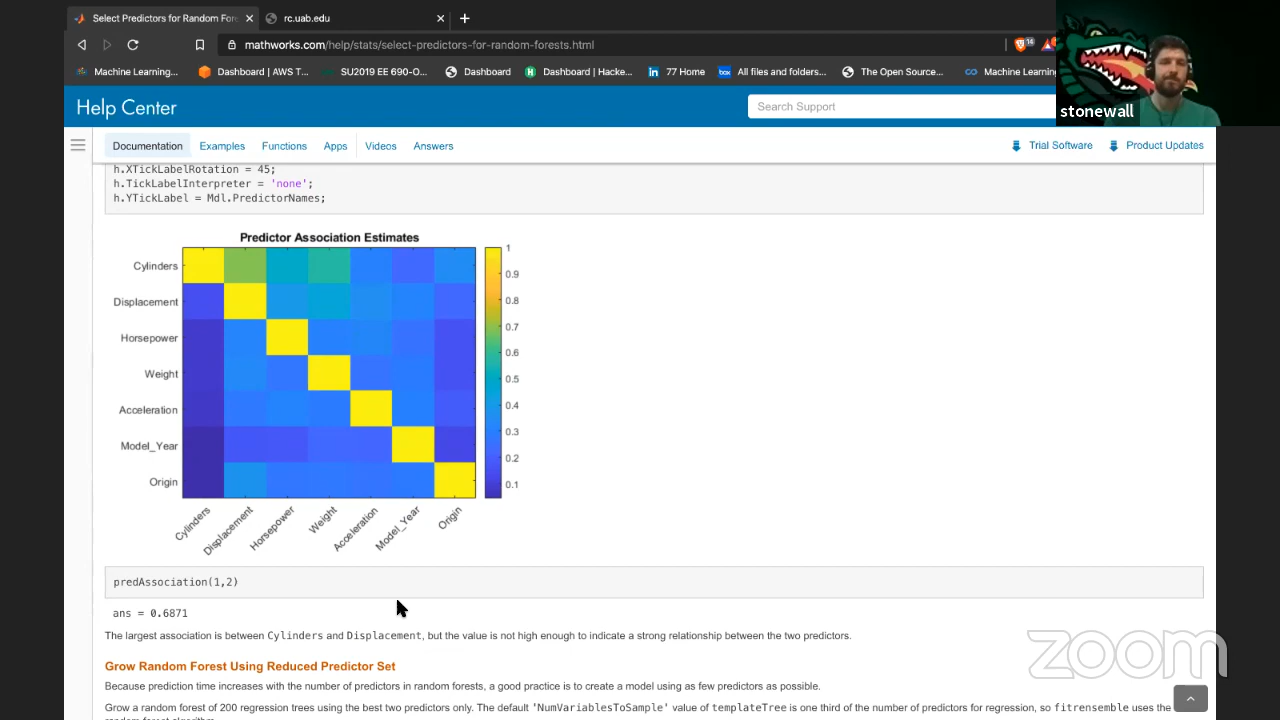 Select Predictors for Random For
rc.uab.edu
mathworks.com/help/stats/select-predictors-for-random-forests.html
14
Machine Learning... Dashboard | AWS T... SU2019 EE 690-O... Dashboard Dashboard | Hacke... 77 Home All files and folders... The Open Source... Machine Learning
stonewall
Help Center
Search Support
Documentation Examples Functions Apps Videos Answers Trial Software Product Updates
h.XTickLabelRotation = 45;
h.TickLabelInterpreter = 'none';
h.YTickLabel = Mdl.PredictorNames;
Predictor Association Estimates
Cylinders
Displacement
Horsepower
Weight
Acceleration
Model_Year
Origin
1
0.9
0.8
0.7
0.6
0.5
0.4
0.3
0.2
0.1
Cylinders
Displacement
Horsepower
Weight
Acceleration
Model_Year
Origin
predAssociation(1,2)
ans = 0.6871
The largest association is between Cylinders and Displacement, but the value is not high enough to indicate a strong relationship between the two predictors.
Grow Random Forest Using Reduced Predictor Set
Because prediction time increases with the number of predictors in random forests, a good practice is to create a model using as few predictors as possible.
Grow a random forest of 200 regression trees using the best two predictors only. The default 'NumVariablesToSample' value of templateTree is one third of the number of predictors for regression, so fitrensemble uses the
random forest algorithm.
zoom